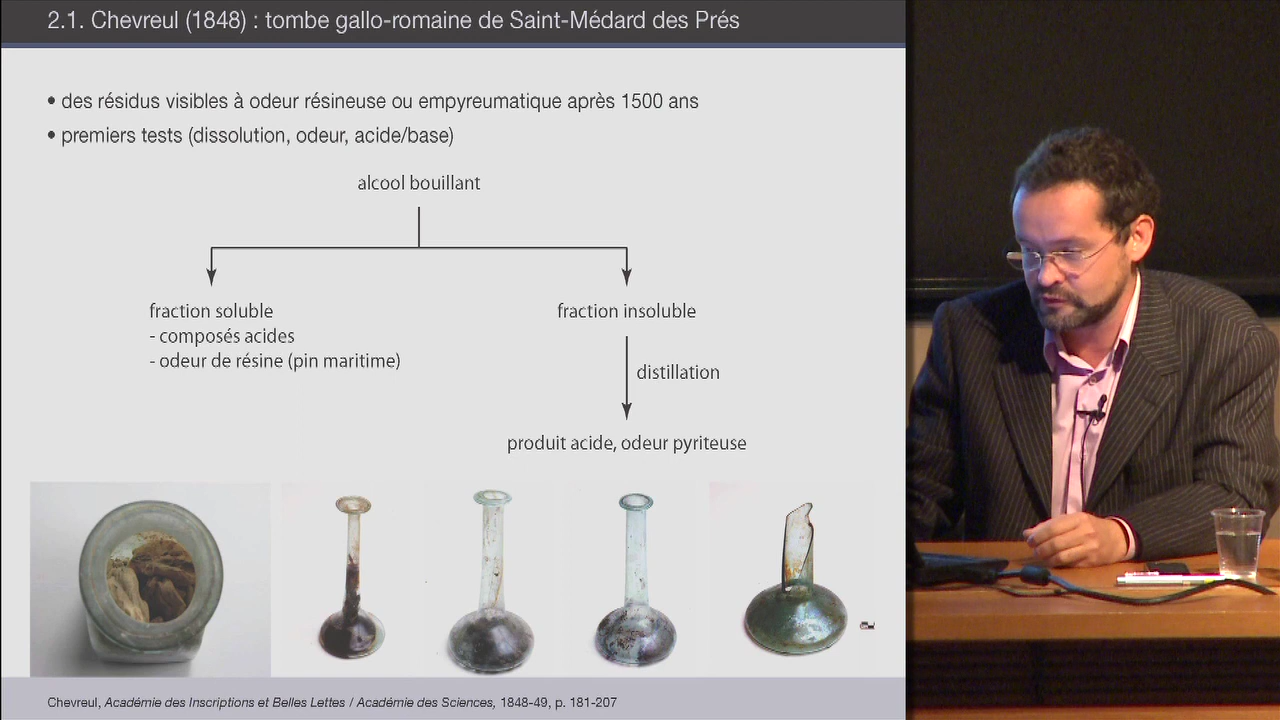 2.1. Chevreul (1848) : tombe gallo-romaine de Saint-Médard des Prés
• des résidus visibles à odeur résineuse ou empyreumatique après 1500 ans
• premiers tests (dissolution, odeur, acide/base)
alcool bouillant
fraction soluble
- composés acides
- odeur de résine (pin maritime)
fraction insoluble
distillation
produit acide, odeur pyriteuse
Chevreul, Académie des Inscriptions et Belles Lettes / Académie des Sciences, 1848-49, p. 181-207